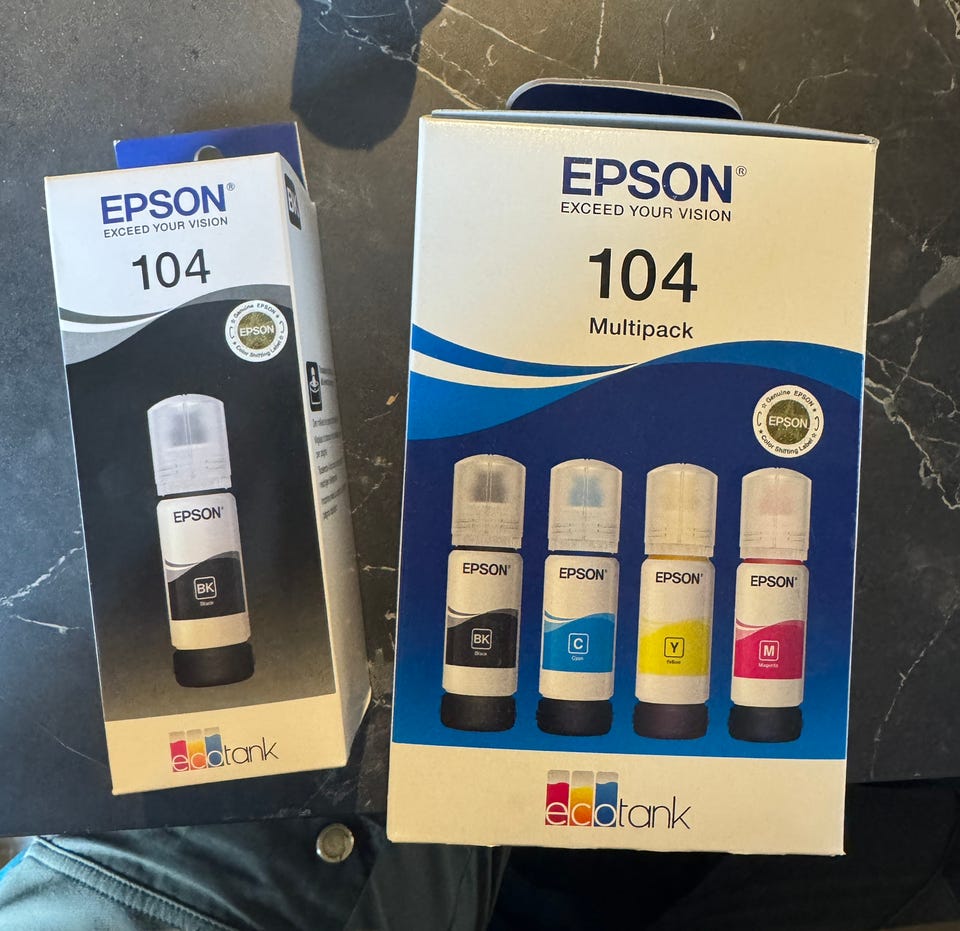 EPSON®
EXCEED YOUR VISION
104
Genuine EPSON
EPSON
Color Shifting Label
BK
EPSON
BK
Black
ecotank
EPSON®
EXCEED YOUR VISION
104
Multipack
Genuine EPSON
EPSON
Color Shifting Label
EPSON
BK
Black
EPSON
C
Cyan
EPSON
Y
Yellow
EPSON
M
Magenta
ecotank